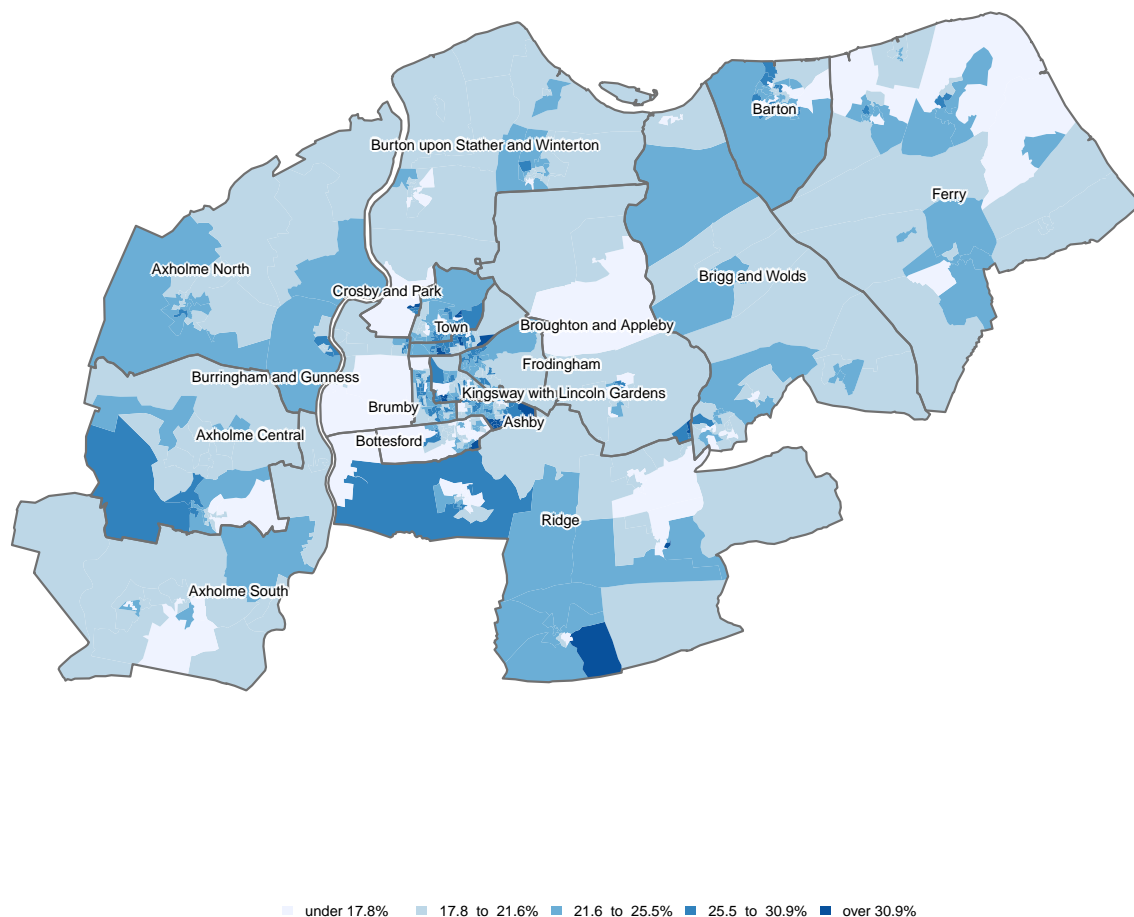 Barton
Burton upon Stather and Winterton
Ferry
Axholme North
Brigg and Wolds
Crosby and Park
Town
Broughton and Appleby
Frodingham
Burringham and Gunness
Kingsway with Lincoln Gardens
Brumby
Ashby
Axholme Central
Bottesford
Ridge
Axholme South
under 17.8% 17.8 to 21.6% 21.6 to 25.5% 25.5 to 30.9% over 30.9%